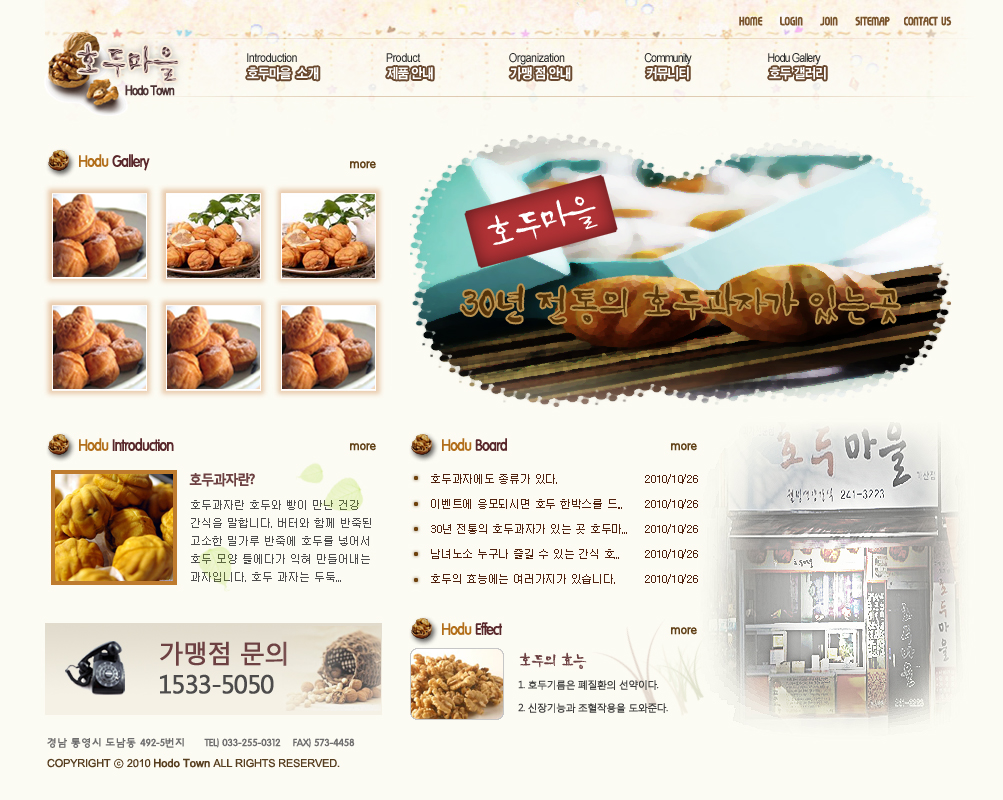 HOME LOGIN JOIN SITEMAP CONTACT US
호두마을
Hodo Town
Introduction
호두마을 소개
Product
제품 안내
Organization
가맹 점 안내
Community
커뮤니티
Hodu Gallery
호두 갤러리
Hodu Gallery
more
호두마을
30년 전통의 호두과자가 있는곳
Hodu Introduction
more
호두과자란?
호두과자란 호두와 빵이 만난 건강
간식을 말합니다. 버터와 함께 반죽된
고소한 밀가루 반죽에 호두를 넣어서
호두 모양 틀에다가 익혀 만들어내는
과자입니다. 호두 과자는 두둑...
Hodu Board
more
호두과자에도 종류가 있다. 2010/10/26
이벤트에 응모되시면 호두 한박스를 드.. 2010/10/26
30년 전통의 호두과자가 있는 곳 호두마... 2010/10/26
남녀노소 누구나 즐길 수 있는 간식 호.. 2010/10/26
호두의 효능에는 여러가지가 있습니다. 2010/10/26
Hodu Effect
more
호두의 효능
1. 호두기름은 폐질환의 선약이다.
2. 신장기능과 조혈작용을 도와준다.
호두마을
가산점
241-3223
호두마을
가맹점 문의
1533-5050
경남 통영시 도남동 492-5번지 TEL) 033-255-0312 FAX) 573-4458
COPYRIGHT ⓒ 2010 Hodo Town ALL RIGHTS RESERVED.